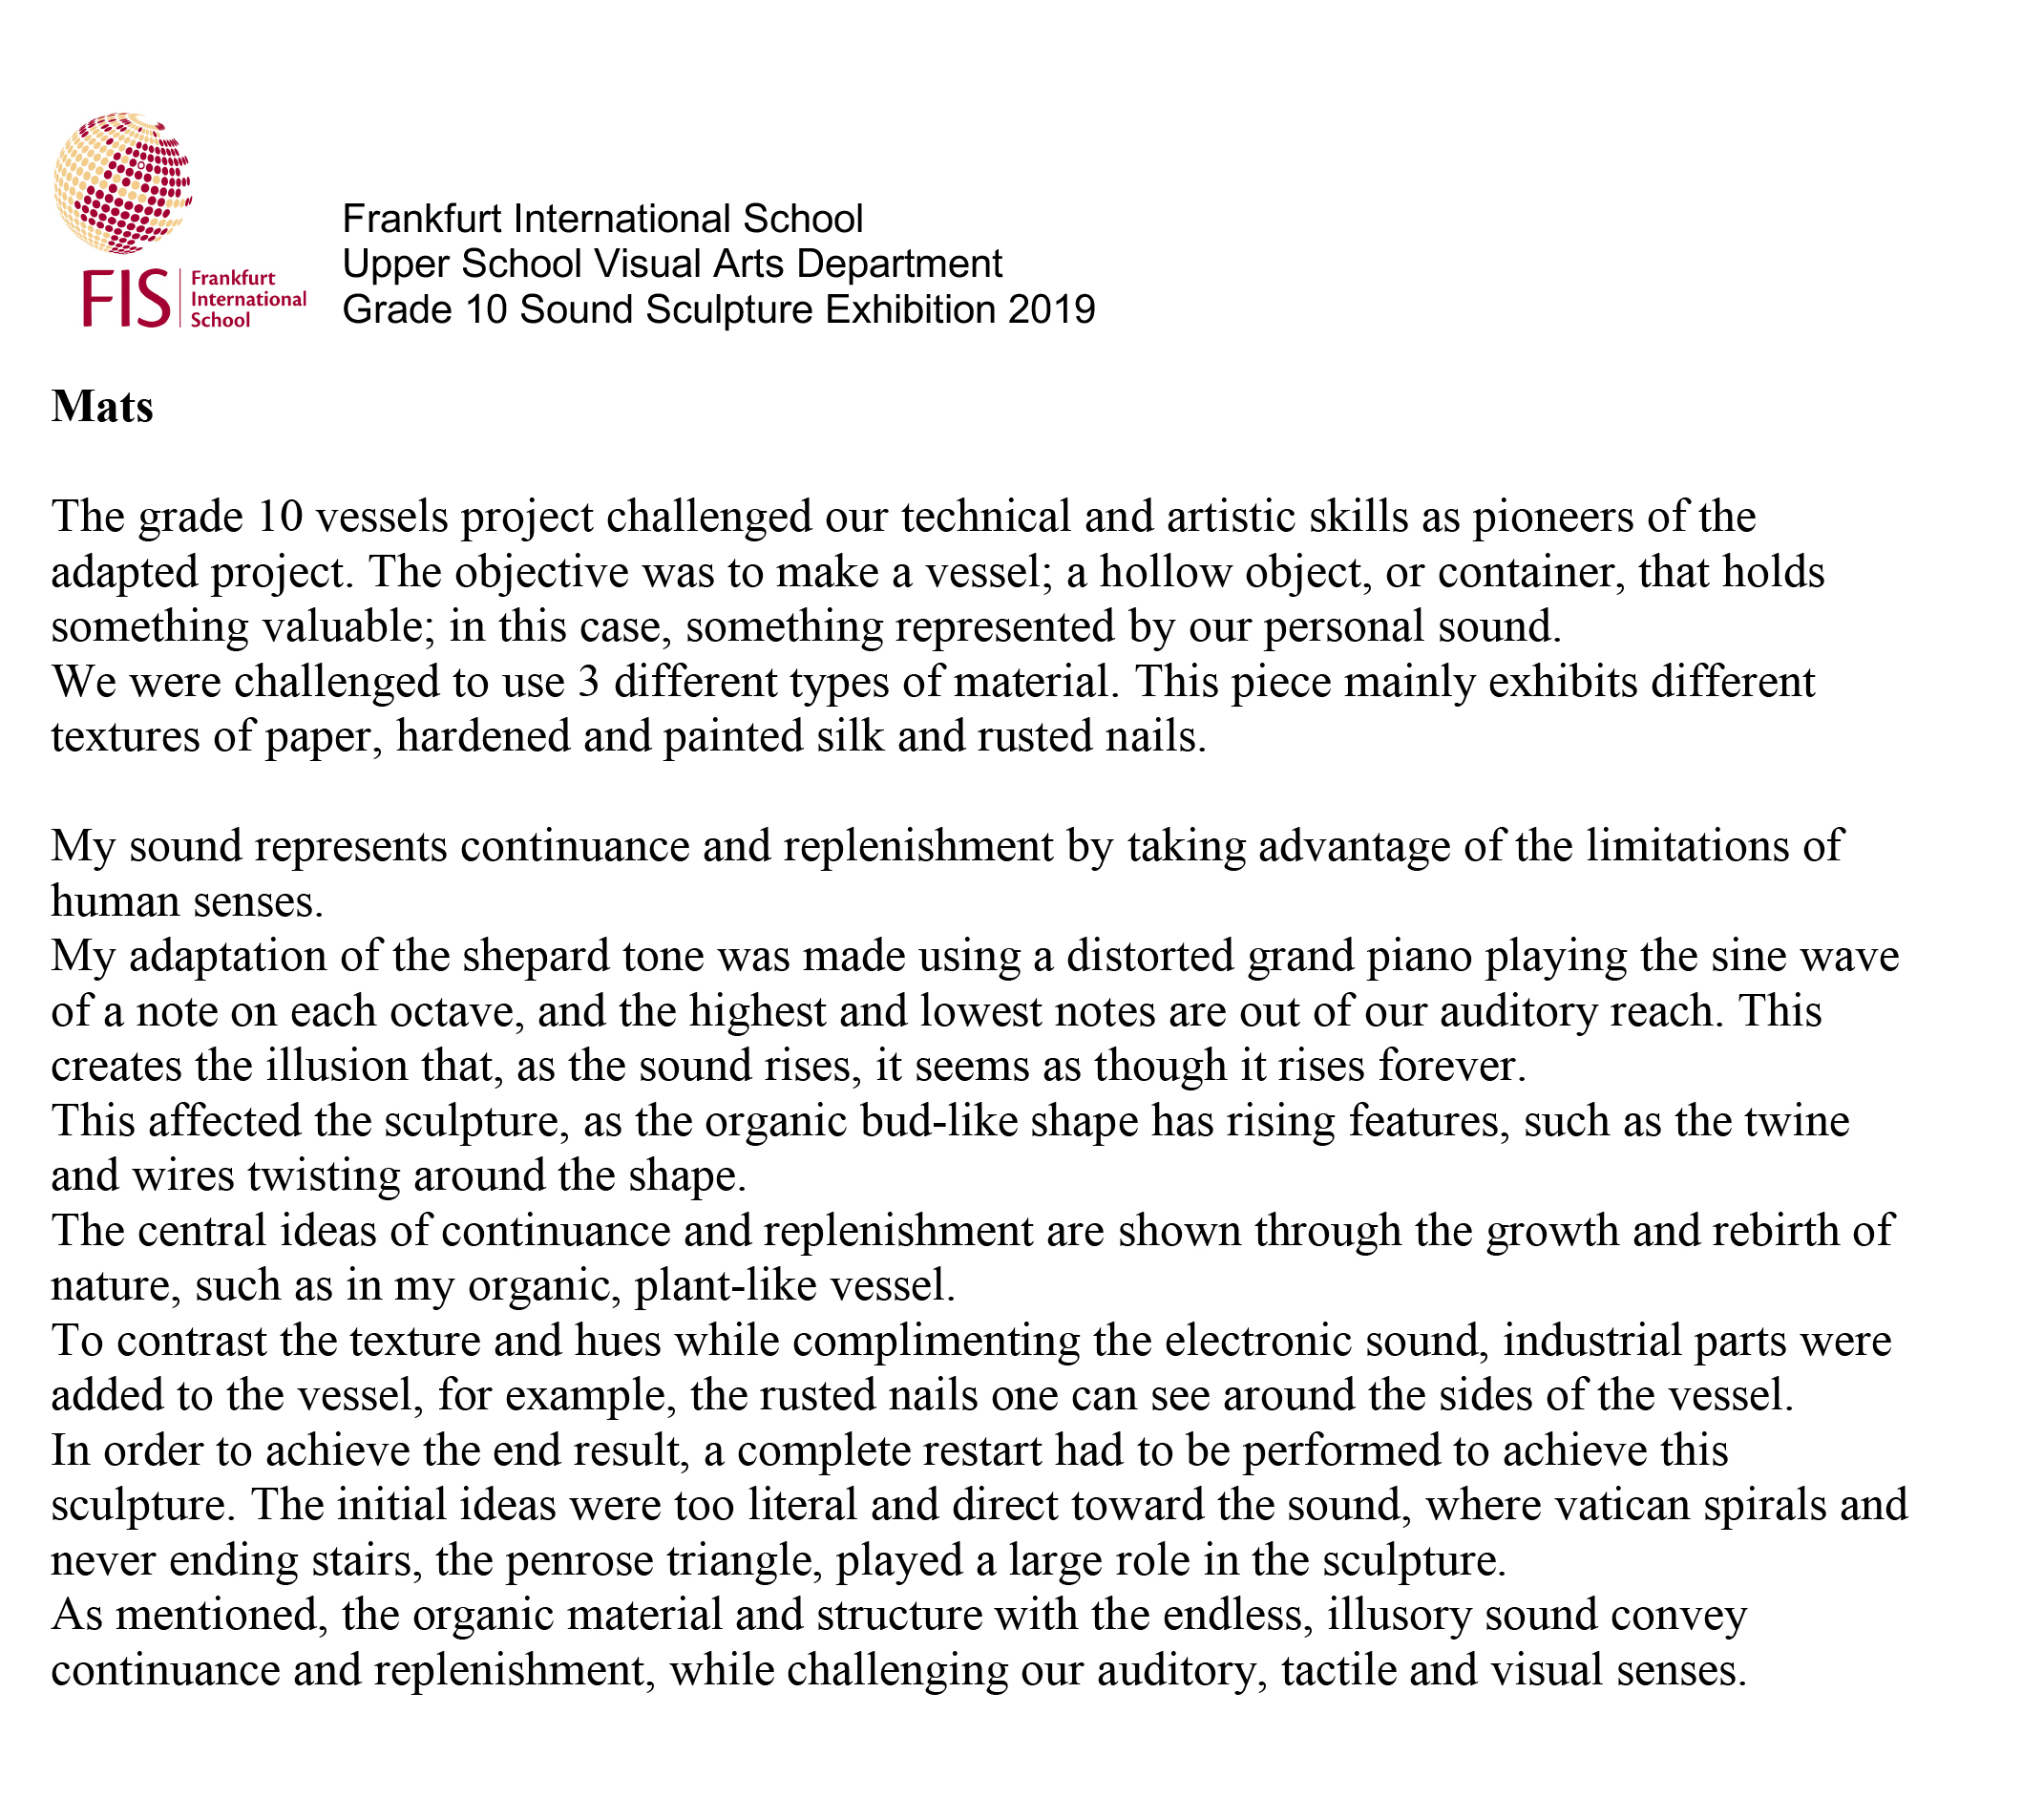 FIS
Frankfurt
International
School
Frankfurt International School
Upper School Visual Arts Department
Grade 10 Sound Sculpture Exhibition 2019
Mats
The grade 10 vessels project challenged our technical and artistic skills as pioneers of the
adapted project. The objective was to make a vessel; a hollow object, or container, that holds
something valuable; in this case, something represented by our personal sound.
We were challenged to use 3 different types of material. This piece mainly exhibits different
textures of paper, hardened and painted silk and rusted nails.
My sound represents continuance and replenishment by taking advantage of the limitations of
human senses.
My adaptation of the shepard tone was made using a distorted grand piano playing the sine wave
of a note on each octave, and the highest and lowest notes are out of our auditory reach. This
creates the illusion that, as the sound rises, it seems as though it rises forever.
This affected the sculpture, as the organic bud-like shape has rising features, such as the twine
and wires twisting around the shape.
The central ideas of continuance and replenishment are shown through the growth and rebirth of
nature, such as in my organic, plant-like vessel.
To contrast the texture and hues while complimenting the electronic sound, industrial parts were
added to the vessel, for example, the rusted nails one can see around the sides of the vessel.
In order to achieve the end result, a complete restart had to be performed to achieve this
sculpture. The initial ideas were too literal and direct toward the sound, where vatican spirals and
never ending stairs, the penrose triangle, played a large role in the sculpture.
As mentioned, the organic material and structure with the endless, illusory sound convey
continuance and replenishment, while challenging our auditory, tactile and visual senses.